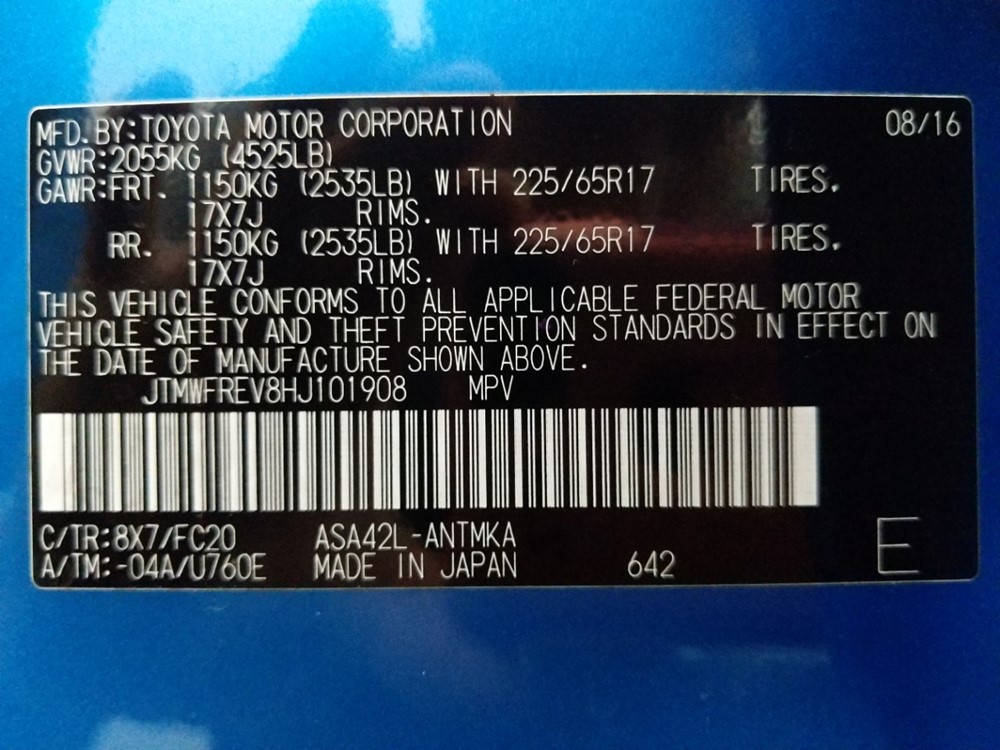 MFD. BY:TOYOTA MOTOR CORPORATION 08/16
GVWR:2055KG (4525LB)
GAWR:FRT. 1150KG (2535LB) WITH 225/65R17 TIRES.
17X7J RIMS.
RR. 1150KG (2535LB) WITH 225/65R17 TIRES.
17X7J RIMS.
THIS VEHICLE CONFORMS TO ALL APPLICABLE FEDERAL MOTOR
VEHICLE SAFETY AND THEFT PREVENTION STANDARDS IN EFFECT ON
THE DATE OF MANUFACTURE SHOWN ABOVE.
JTMWFREV8HJ101908 MPV
C/TR:8X7/FC20 ASA42L-ANTMKA E
A/TM:-04A/U760E MADE IN JAPAN 642